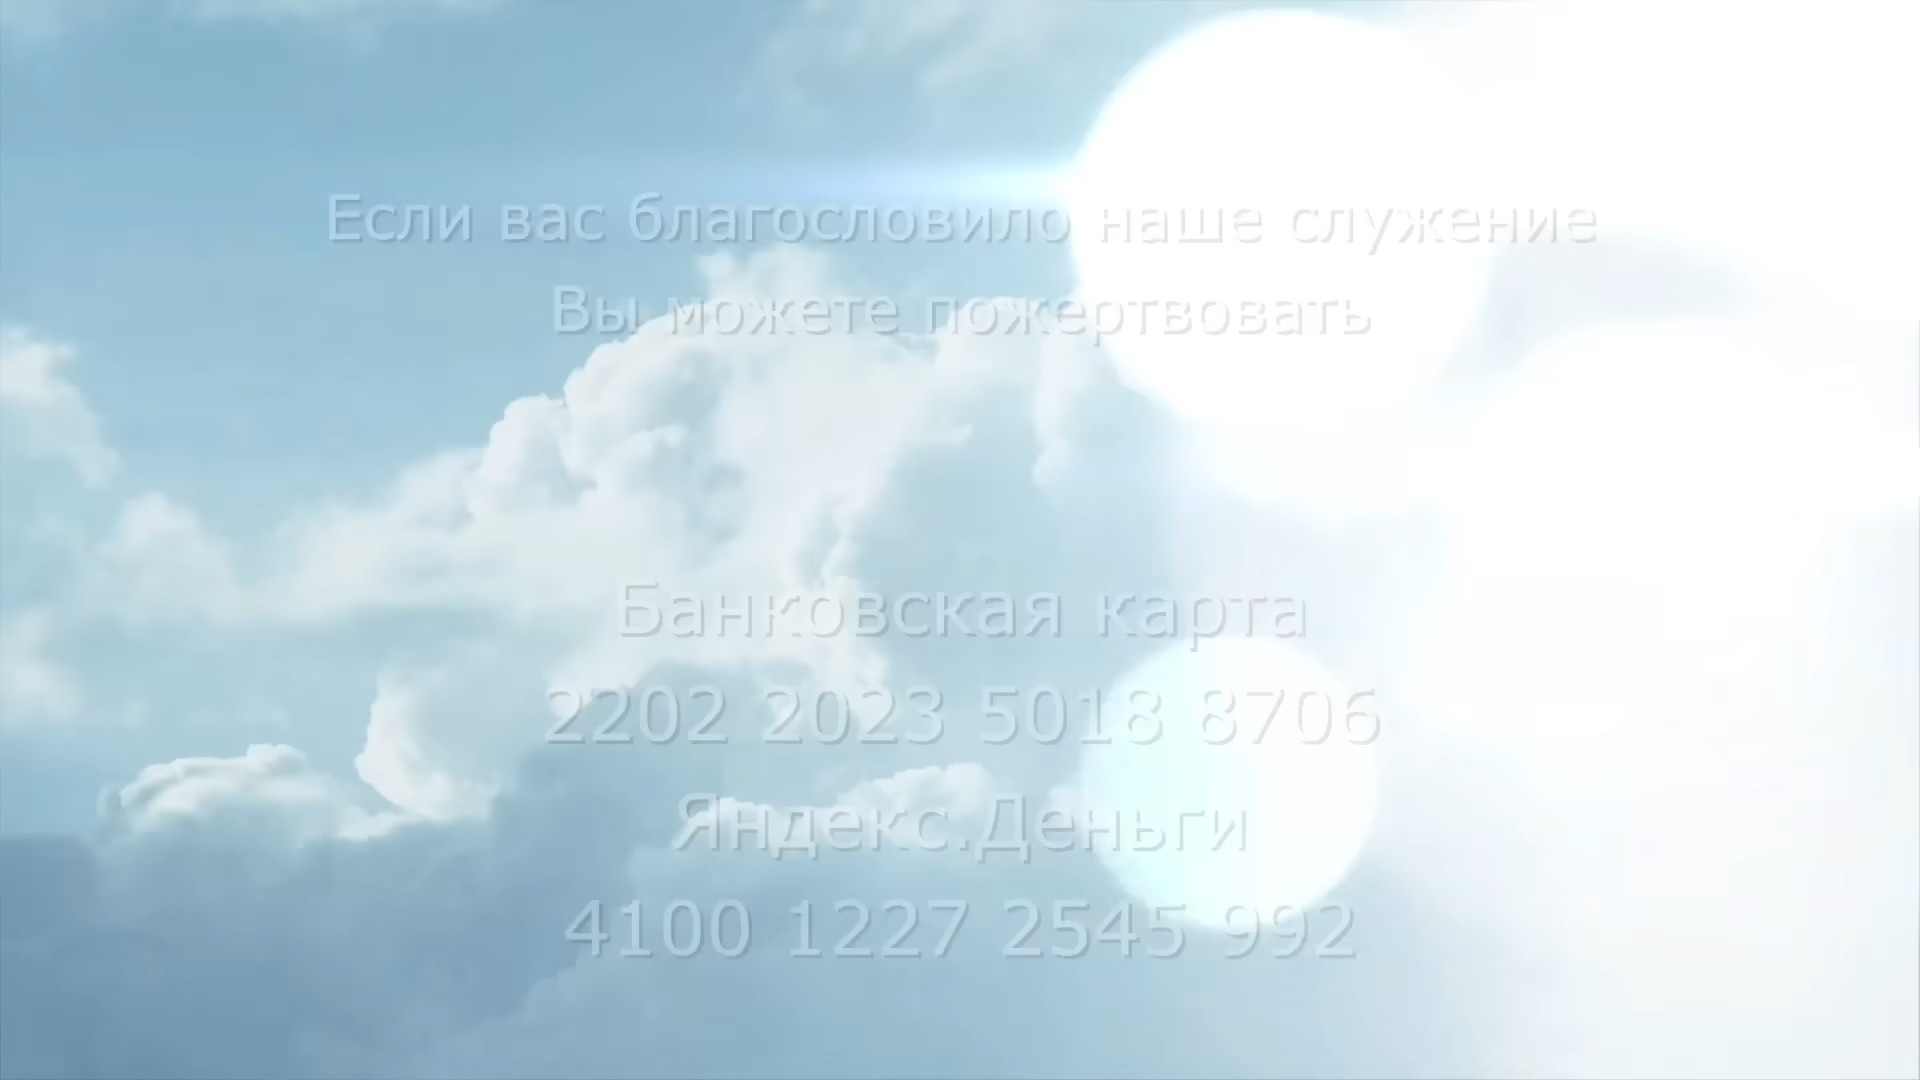 Если вас благословило наше служение
Вы можете пожертвовать
Банковская карта
2202 2023 5018 8706
Яндекс.Деньги
4100 1227 2545 992